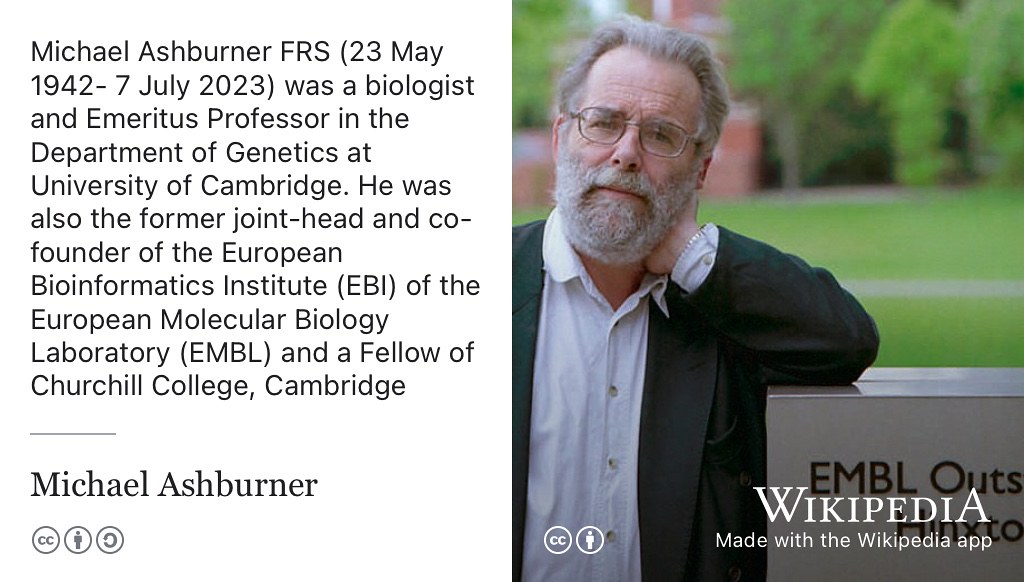 Michael Ashburner FRS (23 May
1942- 7 July 2023) was a biologist
and Emeritus Professor in the
Department of Genetics at
University of Cambridge. He was
also the former joint-head and co-
founder of the European
Bioinformatics Institute (EBI) of the
European Molecular Biology
Laboratory (EMBL) and a Fellow of
Churchill College, Cambridge
Michael Ashburner
cc
EMBL Outs
Hinxto
cc
WIKIPEDIA
Made with the Wikipedia app